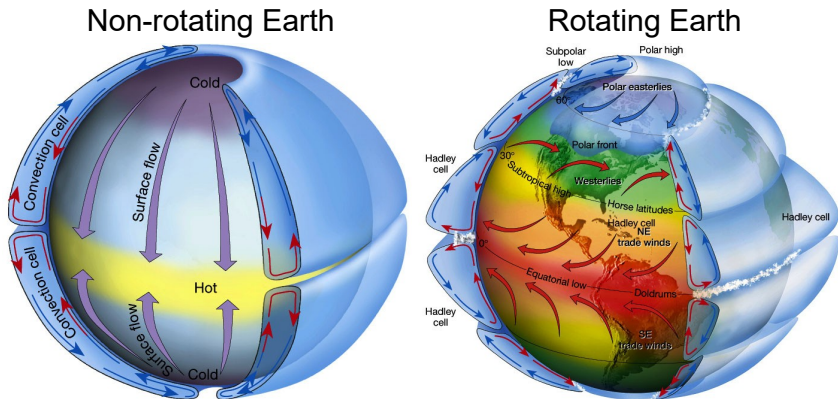 Non-rotating Earth
Cold
Convection cell
Surface flow
Hot
Convection cell
Surface flow
Cold
Rotating Earth
Subpolar
low
Polar high
Polar easterlies
60°
Polar front
30°
Hadley
cell
Subtropical high
Westerlies
Horse latitudes
Hadley cell
NE
trade winds
Hadley
cell
0°
Equatorial low
Doldrums
Hadley
cell
SE
trade winds